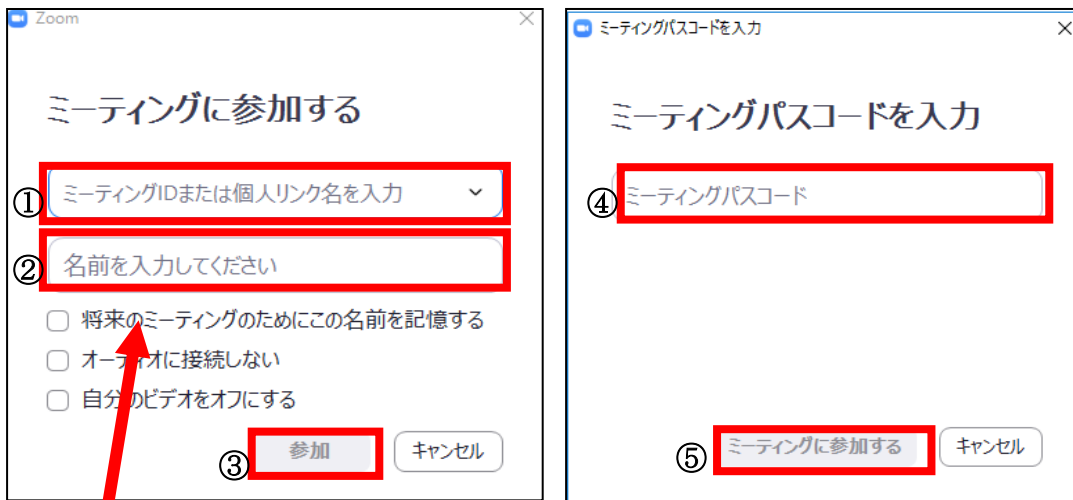 Zoom
ミーティングに参加する
① ミーティングIDまたは個人リンク名を入力
② 名前を入力してください
将来のミーティングのためにこの名前を記憶する
オーディオに接続しない
自分のビデオをオフにする
③ 参加 キャンセル
ミーティングパスコードを入力
ミーティングパスコードを入力
④ ミーティングパスコード
⑤ ミーティングに参加する キャンセル